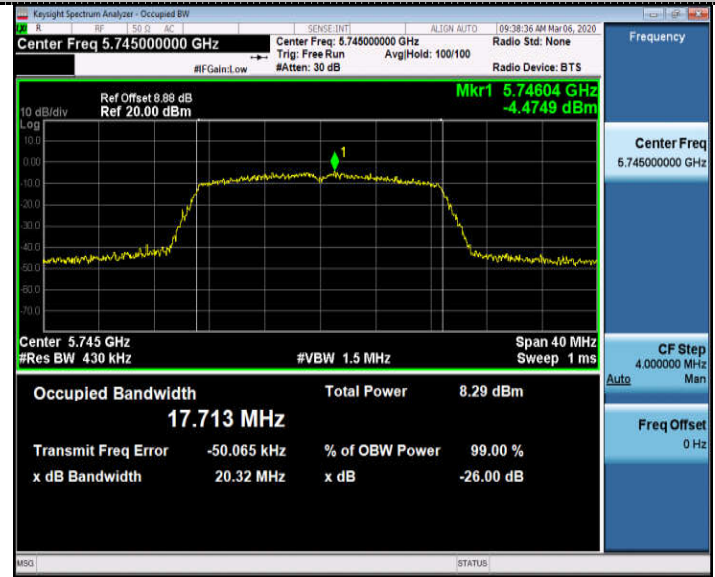 Keysight Spectrum Analyzer - Occupied BW
R RF 50 Ω AC SENSE:INT ALIGN AUTO 09:38:36 AM Mar 06, 2020
Center Freq 5.745000000 GHz
Center Freq: 5.745000000 GHz Radio Std: None
Trig: Free Run Avg|Hold: 100/100
#IFGain:Low #Atten: 30 dB Radio Device: BTS
Frequency
Mkr1 5.74604 GHz
-4.4749 dBm
Ref Offset 8.88 dB
10 dB/div Ref 20.00 dBm
Log
10.0
0.00
-10.0
-20.0
-30.0
-40.0
-50.0
-60.0
-70.0
1
Center Freq
5.745000000 GHz
Center 5.745 GHz Span 40 MHz
#Res BW 430 kHz #VBW 1.5 MHz Sweep 1 ms
CF Step
4.000000 MHz
Auto Man
Occupied Bandwidth Total Power 8.29 dBm
17.713 MHz
Transmit Freq Error -50.065 kHz % of OBW Power 99.00 %
x dB Bandwidth 20.32 MHz x dB -26.00 dB
Freq Offset
0 Hz
MSG STATUS